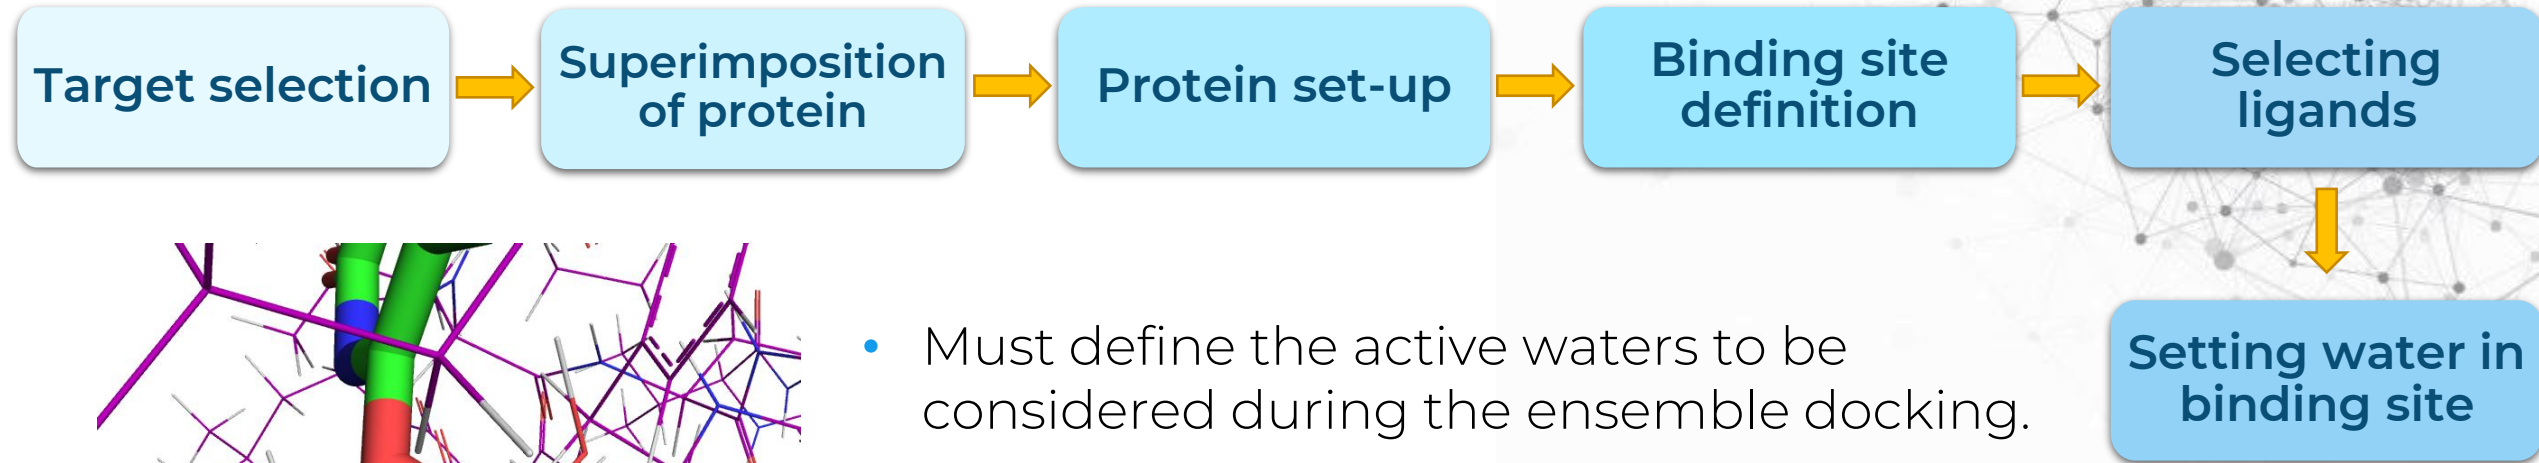 Target selection
Superimposition
of protein
Protein set-up
Binding site
definition
Selecting
ligands
Setting water in
binding site
• Must define the active waters to be
considered during the ensemble docking.